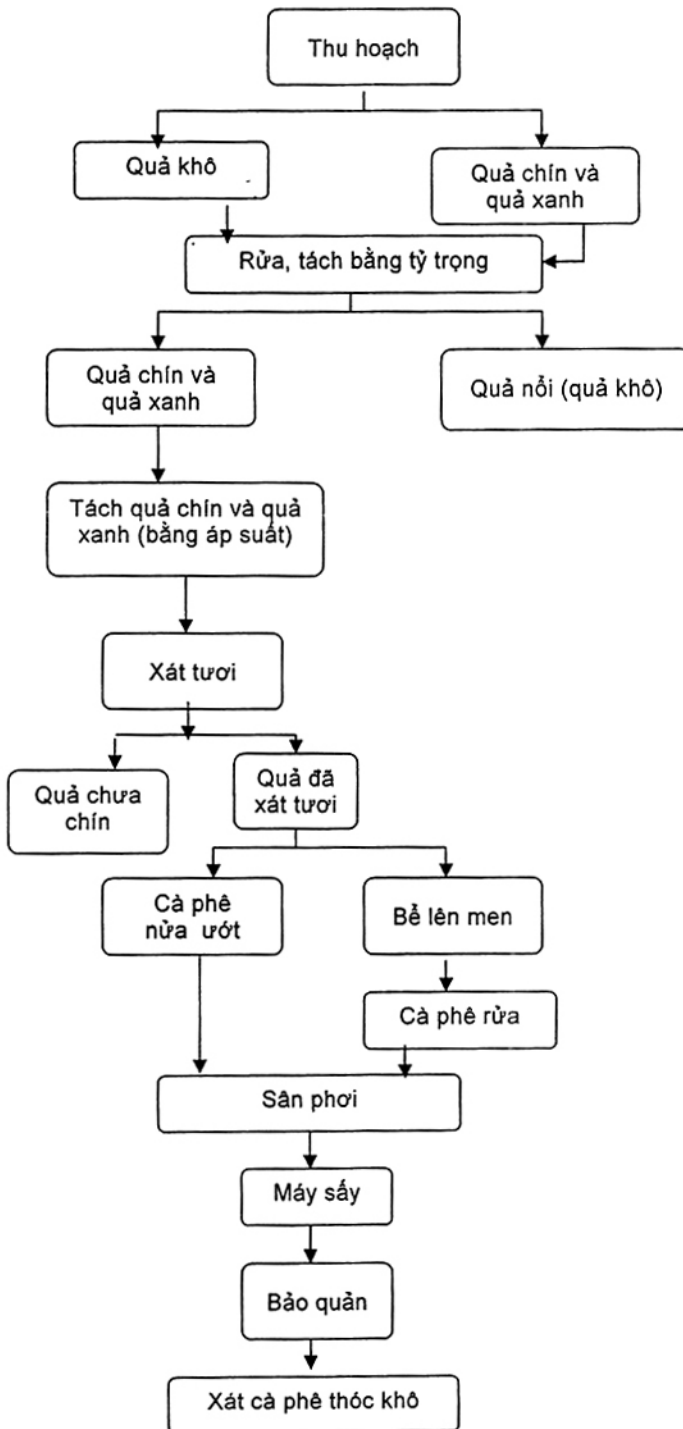 Thu hoạch
Quả khô
Quả chín và
quả xanh
Rửa, tách bằng tỷ trọng
Quả chín và
quả xanh
Quả nổi (quả khô)
Tách quả chín và quả
xanh (bằng áp suất)
Xát tươi
Quả chưa
chín
Quả đã
xát tươi
Cà phê
nửa ướt
Bể lên men
Cà phê rửa
Sân phơi
Máy sấy
Bảo quản
Xát cà phê thóc khô